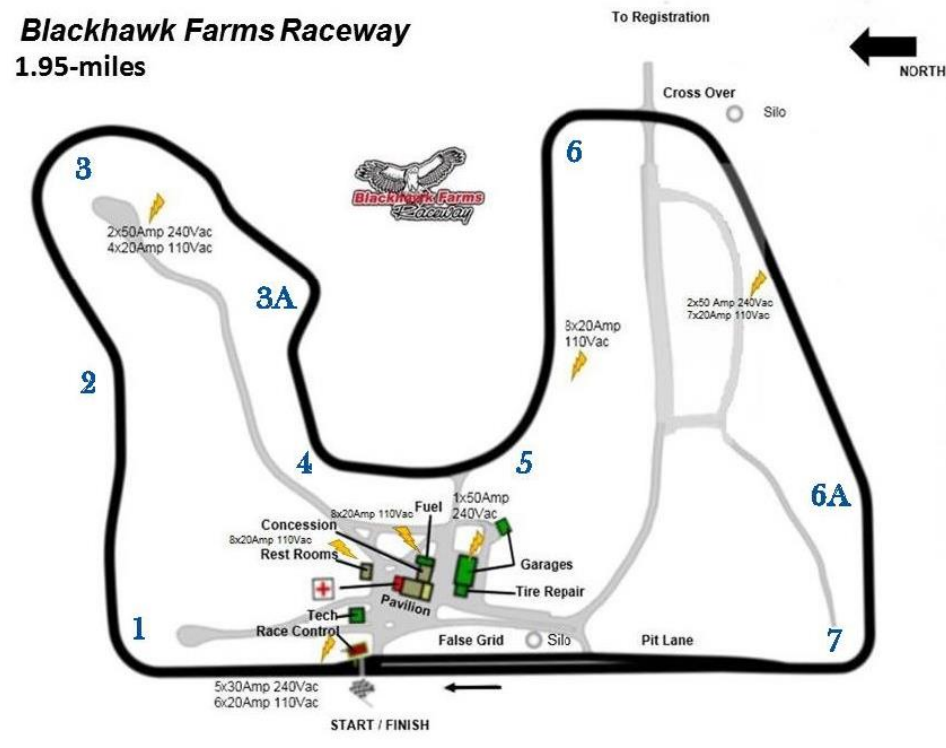 Blackhawk Farms Raceway
1.95-miles
To Registration
NORTH
Cross Over
Silo
6
3
2x50Amp 240Vac
4x20Amp 110Vac
Blackhawk Farms
Raceway
3A
2x50 Amp 240Vac
7x20Amp 110Vac
8x20Amp
110Vac
2
4
5
6A
1x50Amp
240Vac
Fuel
8x20Amp 110Vac
Concession
8x20Amp 110Vac
Rest Rooms
Garages
Tire Repair
Pavilion
Tech
Race Control
1
False Grid
Silo
Pit Lane
7
5x30Amp 240Vac
6x20Amp 110Vac
START / FINISH